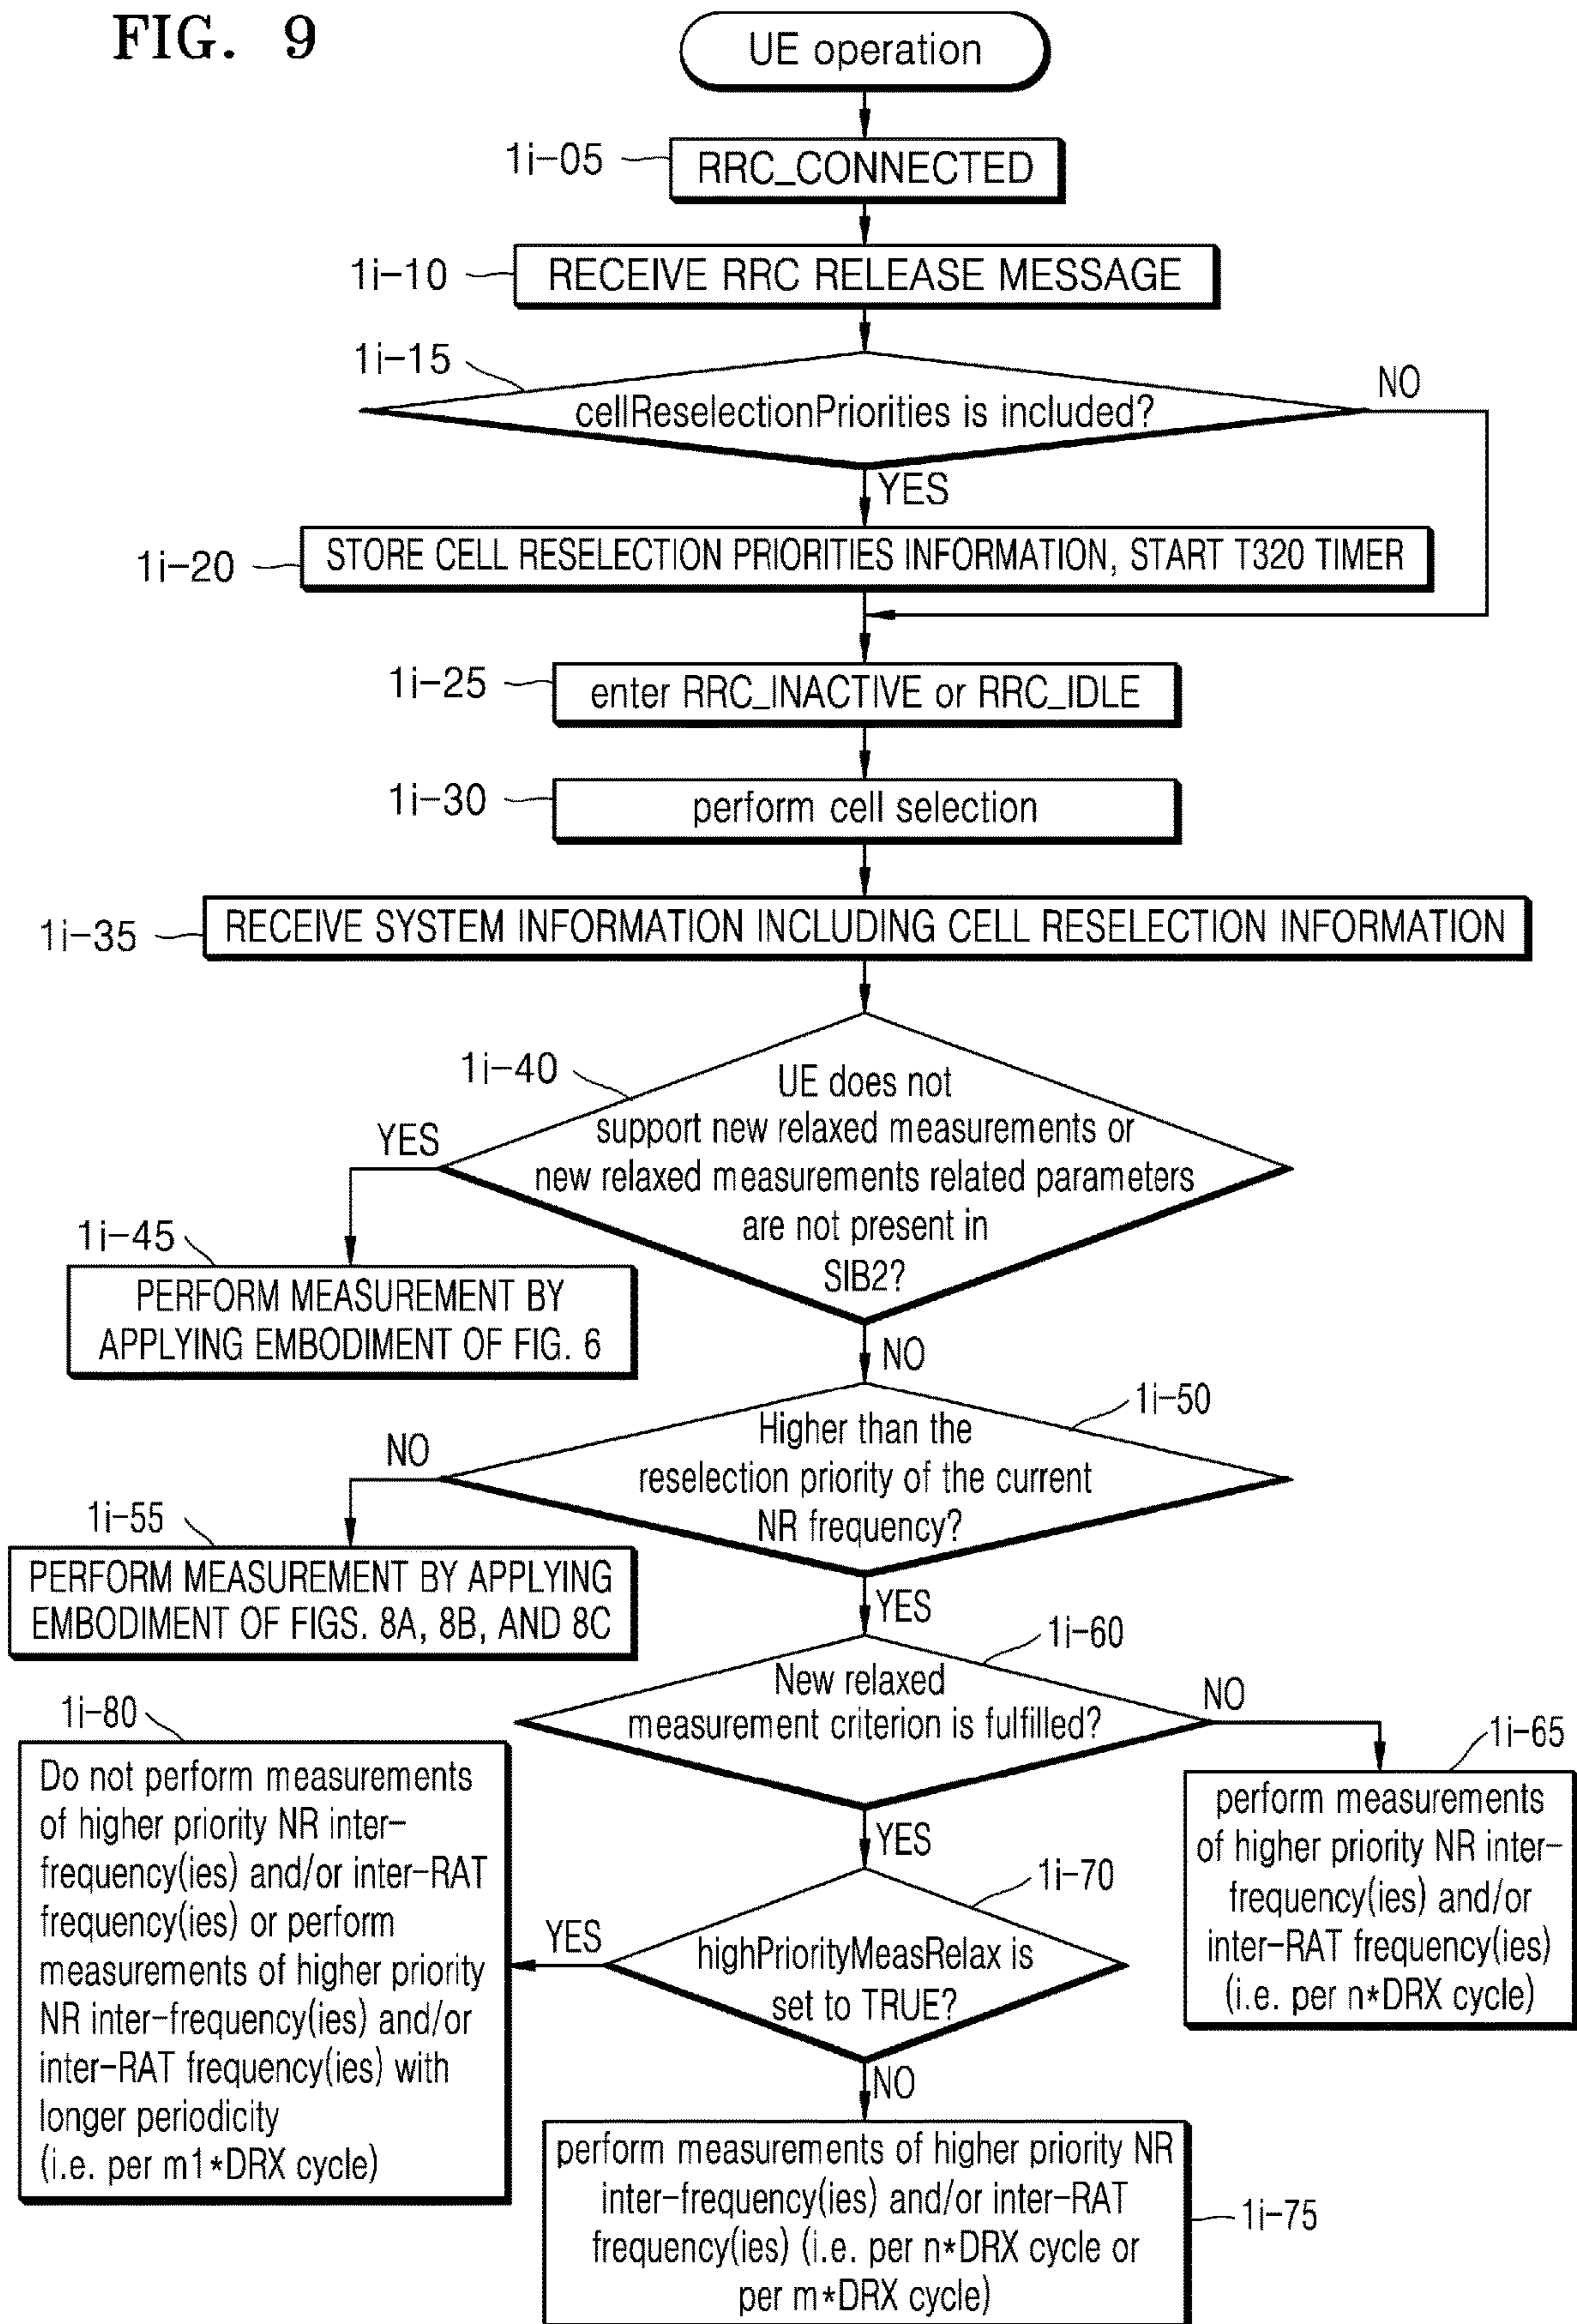 FIG. 9
UE operation
1i-05
RRC_CONNECTED
1i-10
RECEIVE RRC RELEASE MESSAGE
1i-15
cellReselectionPriorities is included?
NO
YES
1i-20
STORE CELL RESELECTION PRIORITIES INFORMATION, START T320 TIMER
1i-25
enter RRC_INACTIVE or RRC_IDLE
1i-30
perform cell selection
1i-35
RECEIVE SYSTEM INFORMATION INCLUDING CELL RESELECTION INFORMATION
1i-40
UE does not
support new relaxed measurements or
new relaxed measurements related parameters
are not present in
SIB2?
YES
1i-45
PERFORM MEASUREMENT BY
APPLYING EMBODIMENT OF FIG. 6
NO
1i-50
Higher than the
reselection priority of the current
NR frequency?
NO
1i-55
PERFORM MEASUREMENT BY APPLYING
EMBODIMENT OF FIGS. 8A, 8B, AND 8C
YES
1i-60
New relaxed
measurement criterion is fulfilled?
NO
1i-65
perform measurements
of higher priority NR inter-
frequency(ies) and/or
inter-RAT frequency(ies)
(i.e. per n*DRX cycle)
YES
1i-70
highPriorityMeasRelax is
set to TRUE?
YES
1i-80
Do not perform measurements
of higher priority NR inter-
frequency(ies) and/or inter-RAT
frequency(ies) or perform
measurements of higher priority
NR inter-frequency(ies) and/or
inter-RAT frequency(ies) with
longer periodicity
(i.e. per m1*DRX cycle)
NO
1i-75
perform measurements of higher priority NR
inter-frequency(ies) and/or inter-RAT
frequency(ies) (i.e. per n*DRX cycle or
per m*DRX cycle)